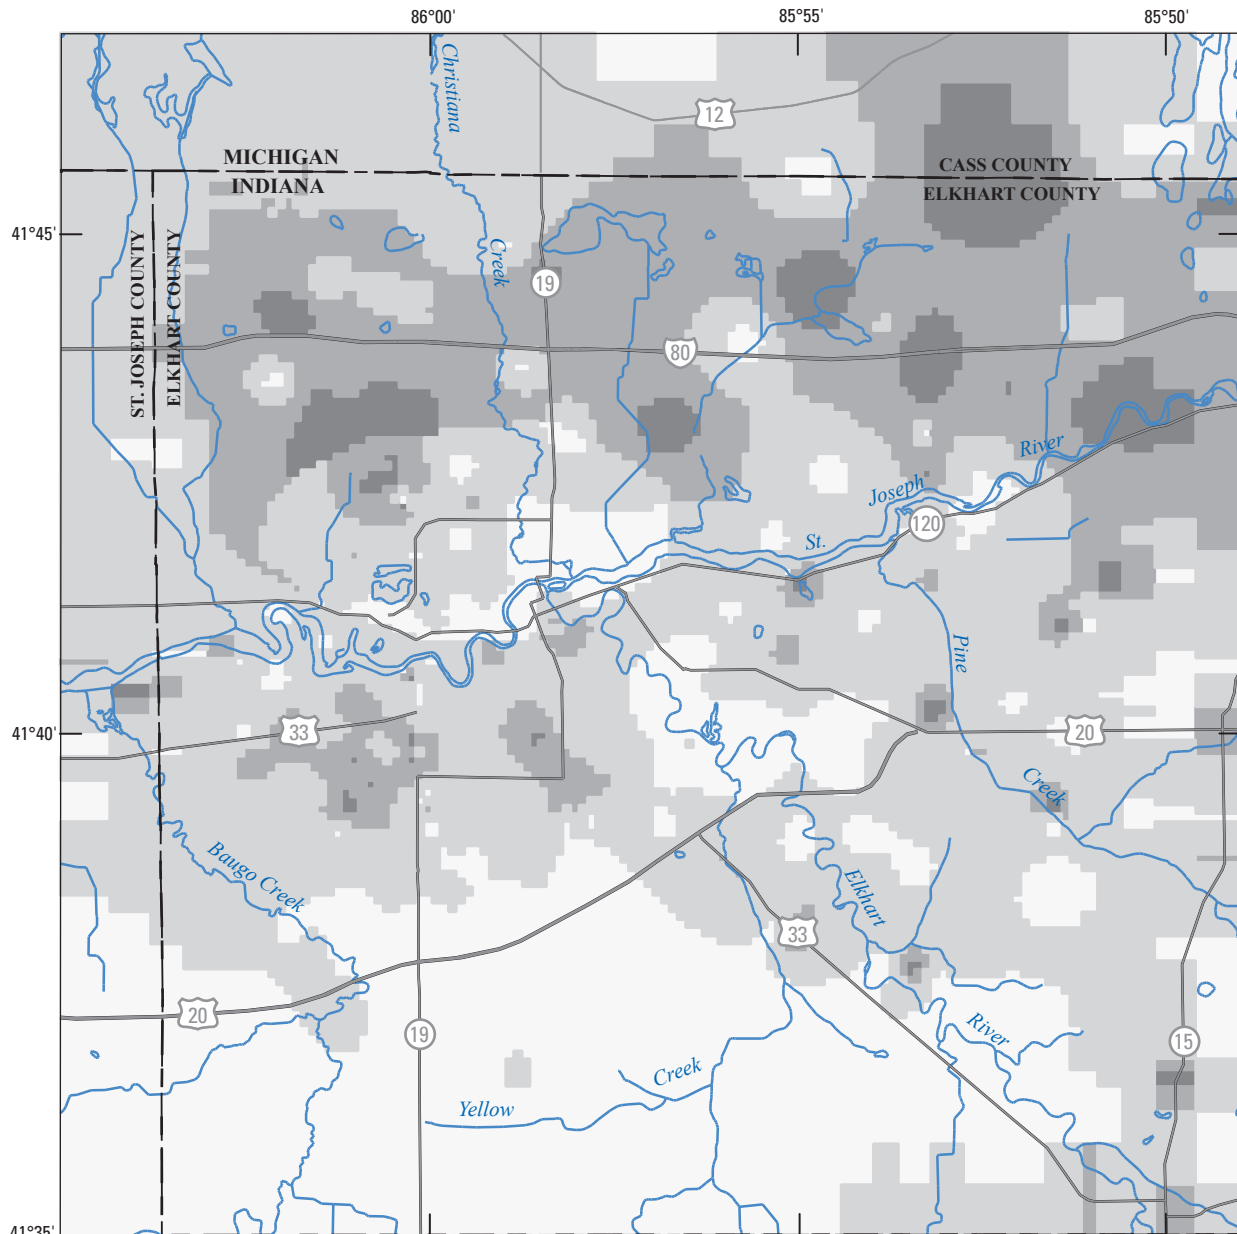 86°00'
85°55'
85°50'
Christiana
12
MICHIGAN
INDIANA
CASS COUNTY
ELKHART COUNTY
41°45'
ST. JOSEPH COUNTY
ELKHART COUNTY
Creek
19
80
River
Joseph
St.
120
Pine
41°40'
33
20
Creek
Baugo Creek
Elkhart
33
20
19
River
15
Creek
Yellow
41°35'